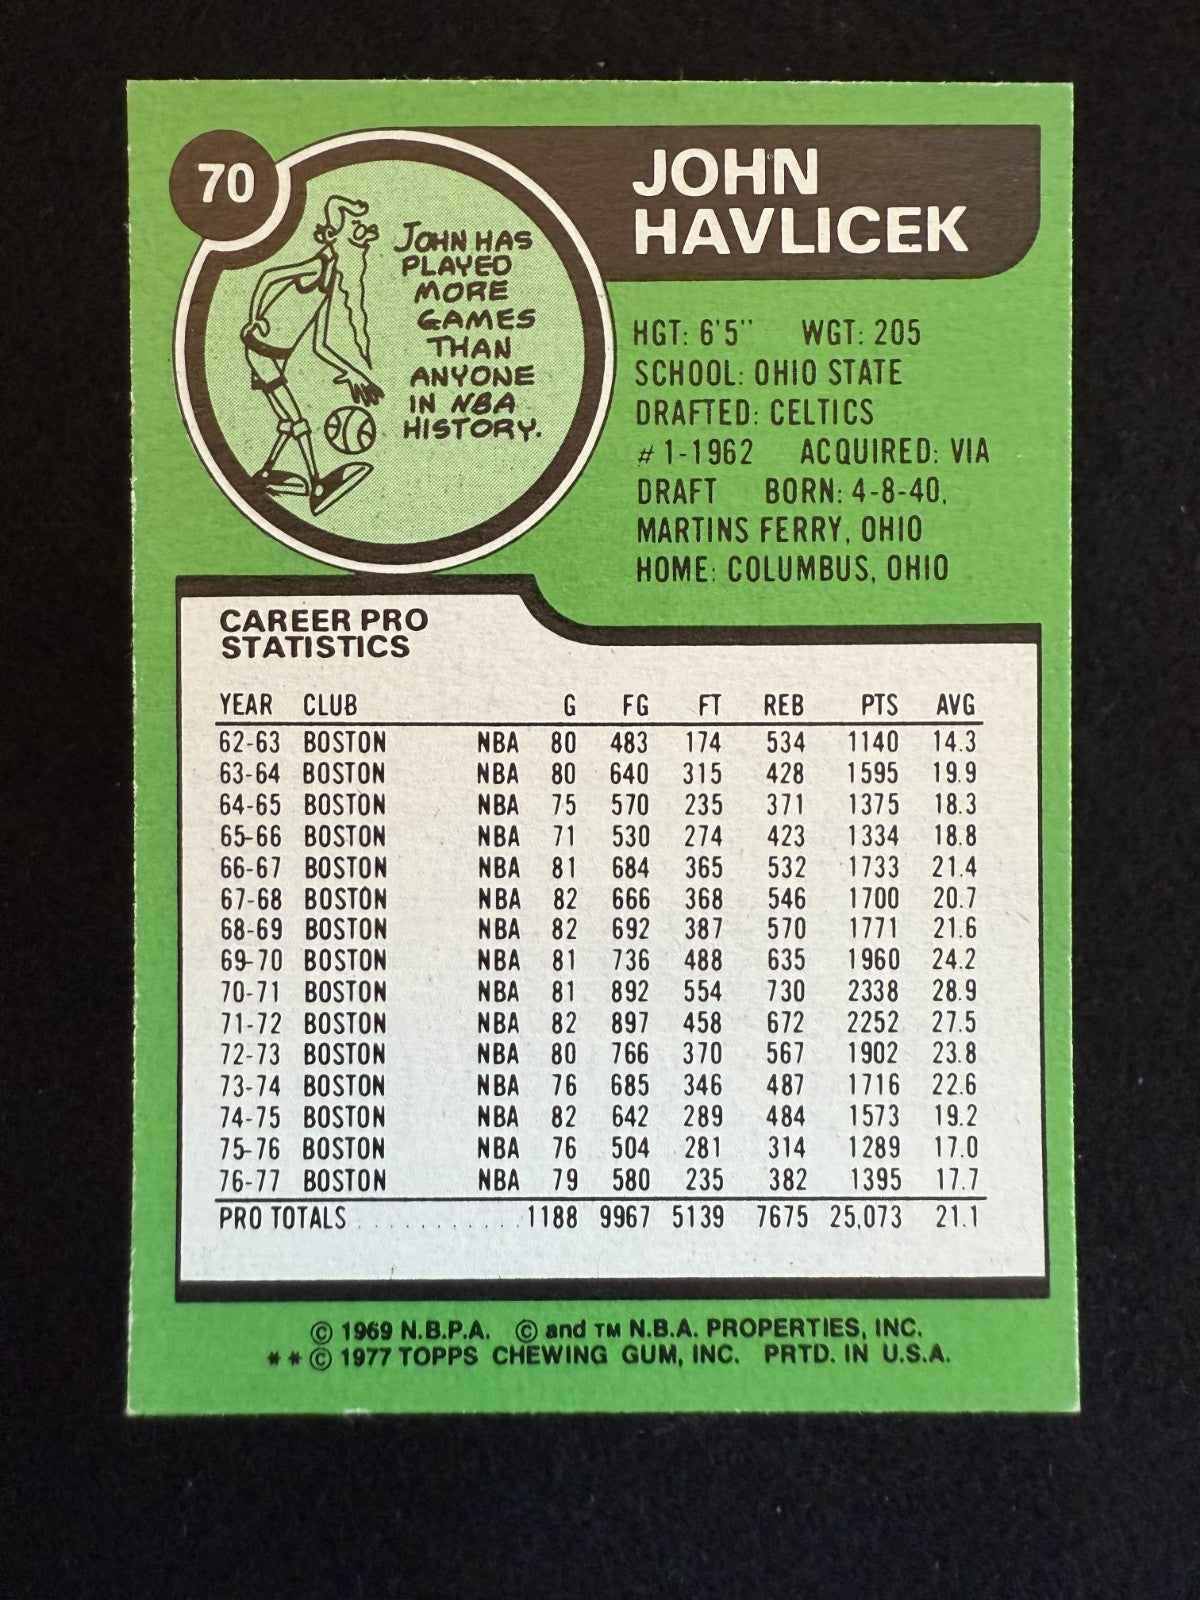 70
JOHN
HAVLICEK
JOHN HAS
PLAYED
MORE
GAMES
THAN
ANYONE
IN NBA
HISTORY.
HGT: 6'5" WGT: 205
SCHOOL: OHIO STATE
DRAFTED: CELTICS
#1-1962 ACQUIRED: VIA
DRAFT BORN: 4-8-40,
MARTINS FERRY, OHIO
HOME: COLUMBUS, OHIO
CAREER PRO
STATISTICS
YEAR CLUB G FG FT REB PTS AVG
62-63 BOSTON NBA 80 483 174 534 1140 14.3
63-64 BOSTON NBA 80 640 315 428 1595 19.9
64-65 BOSTON NBA 75 570 235 371 1375 18.3
65-66 BOSTON NBA 71 530 274 423 1334 18.8
66-67 BOSTON NBA 81 684 365 532 1733 21.4
67-68 BOSTON NBA 82 666 368 546 1700 20.7
68-69 BOSTON NBA 82 692 387 570 1771 21.6
69-70 BOSTON NBA 81 736 488 635 1960 24.2
70-71 BOSTON NBA 81 892 554 730 2338 28.9
71-72 BOSTON NBA 82 897 458 672 2252 27.5
72-73 BOSTON NBA 80 766 370 567 1902 23.8
73-74 BOSTON NBA 76 685 346 487 1716 22.6
74-75 BOSTON NBA 82 642 289 484 1573 19.2
75-76 BOSTON NBA 76 504 281 314 1289 17.0
76-77 BOSTON NBA 79 580 235 382 1395 17.7
PRO TOTALS . . . . . . . . . . . 1188 9967 5139 7675 25,073 21.1
© 1969 N.B.P.A. © and TM N.B.A. PROPERTIES, INC.
* * © 1977 TOPPS CHEWING GUM, INC. PRTD. IN U.S.A.